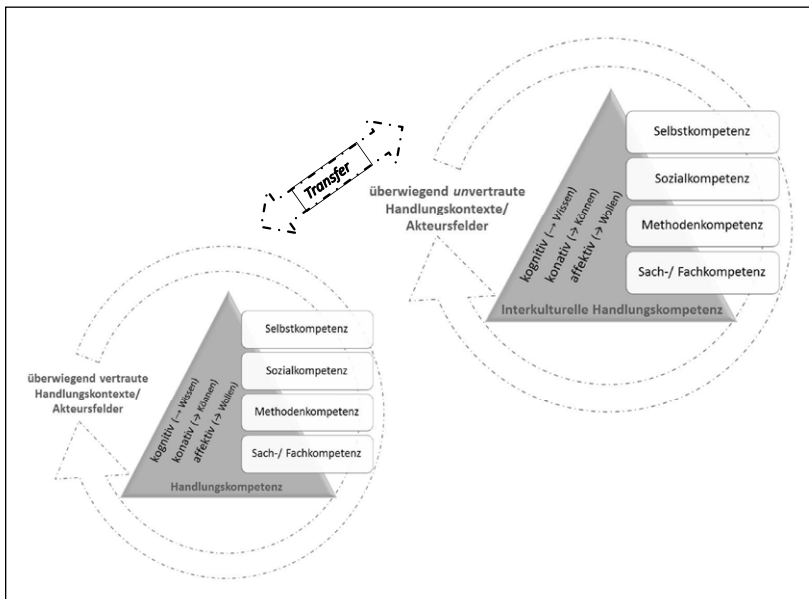 Transfer
überwiegend unvertraute
Handlungskontexte/
Akteursfelder
kognitiv (→ Wissen)
konativ (→ Können)
affektiv (→ Wollen)
Selbstkompetenz
Sozialkompetenz
Methodenkompetenz
Sach-/ Fachkompetenz
Interkulturelle Handlungskompetenz
überwiegend vertraute
Handlungskontexte/
Akteursfelder
kognitiv (→ Wissen)
konativ (→ Können)
affektiv (→ Wollen)
Selbstkompetenz
Sozialkompetenz
Methodenkompetenz
Sach-/ Fachkompetenz
Handlungskompetenz